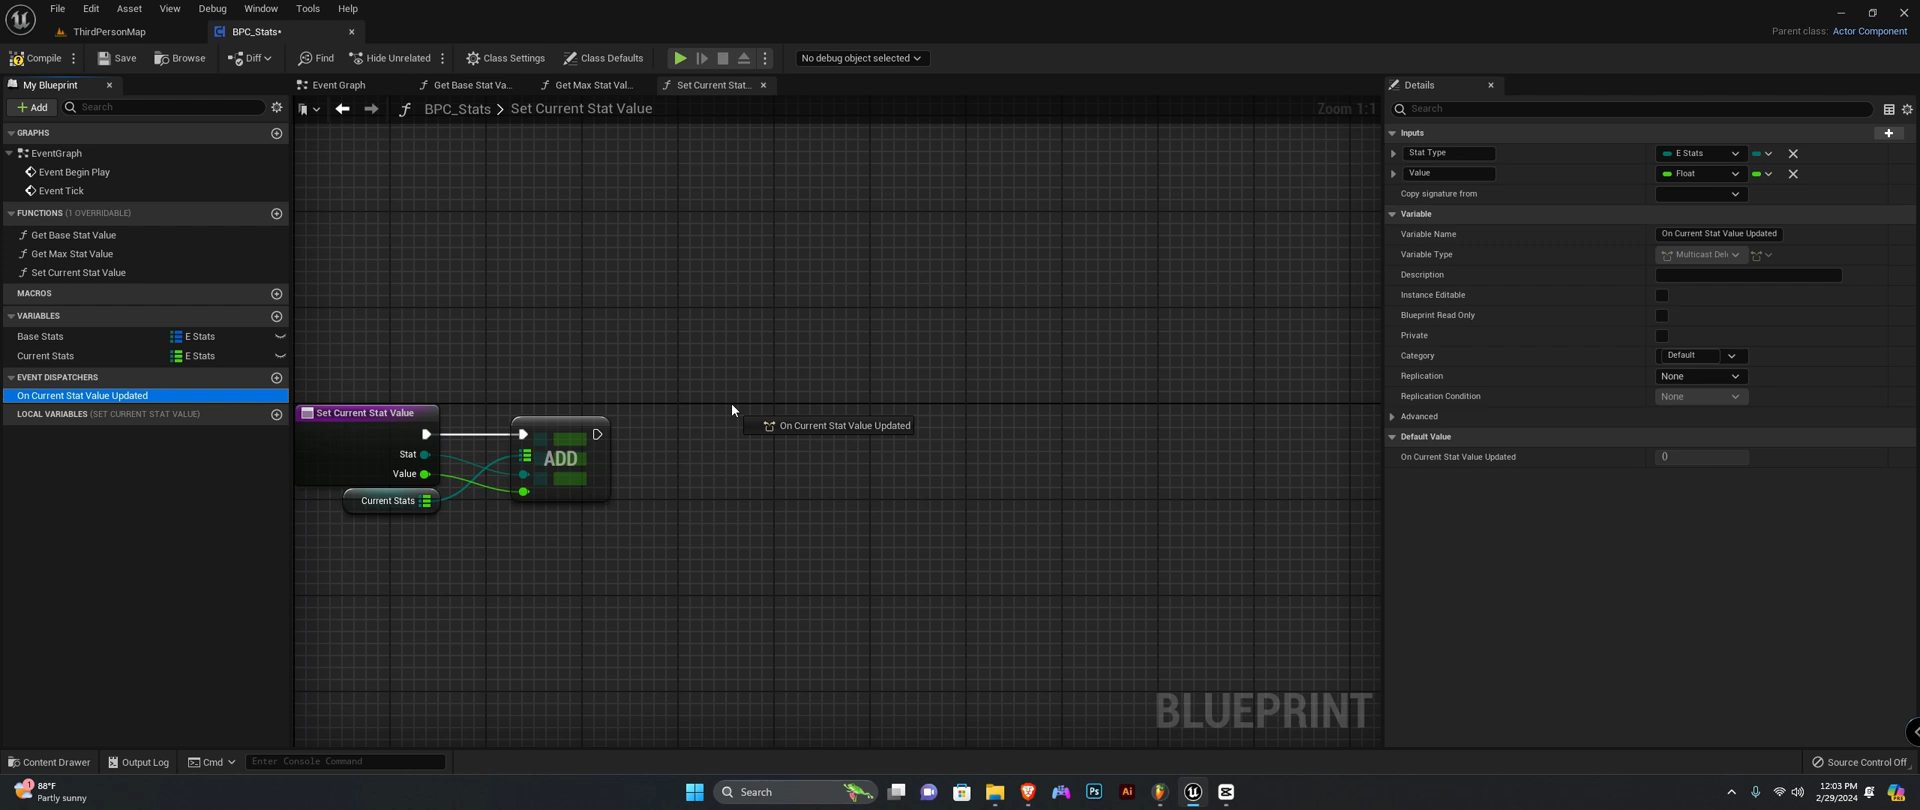 File Edit Asset View Debug Window Tools Help
ThirdPersonMap BPC_Stats*
Parent class: Actor Component
Compile Save Browse Diff Find Hide Unrelated Class Settings Class Defaults No debug object selected
My Blueprint
Event Graph Get Base Stat Va... Get Max Stat Val... Set Current Stat...
Details
Add Search
BPC_Stats > Set Current Stat Value
Zoom 1:1
Search
GRAPHS
EventGraph
Event Begin Play
Event Tick
FUNCTIONS (1 OVERRIDABLE)
Get Base Stat Value
Get Max Stat Value
Set Current Stat Value
MACROS
VARIABLES
Base Stats E Stats
Current Stats E Stats
EVENT DISPATCHERS
On Current Stat Value Updated
LOCAL VARIABLES (SET CURRENT STAT VALUE)
Set Current Stat Value
Stat
Value
Current Stats
ADD
On Current Stat Value Updated
BLUEPRINT
Inputs
Stat Type E Stats
Value Float
Copy signature from
Variable
Variable Name On Current Stat Value Updated
Variable Type Multicast Del
Description
Instance Editable
Blueprint Read Only
Private
Category Default
Replication None
Replication Condition None
Advanced
Default Value
On Current Stat Value Updated ()
Content Drawer Output Log Cmd Enter Console Command
Source Control Off
88°F
Partly sunny
Search
Ps Ai
12:03 PM
2/29/2024